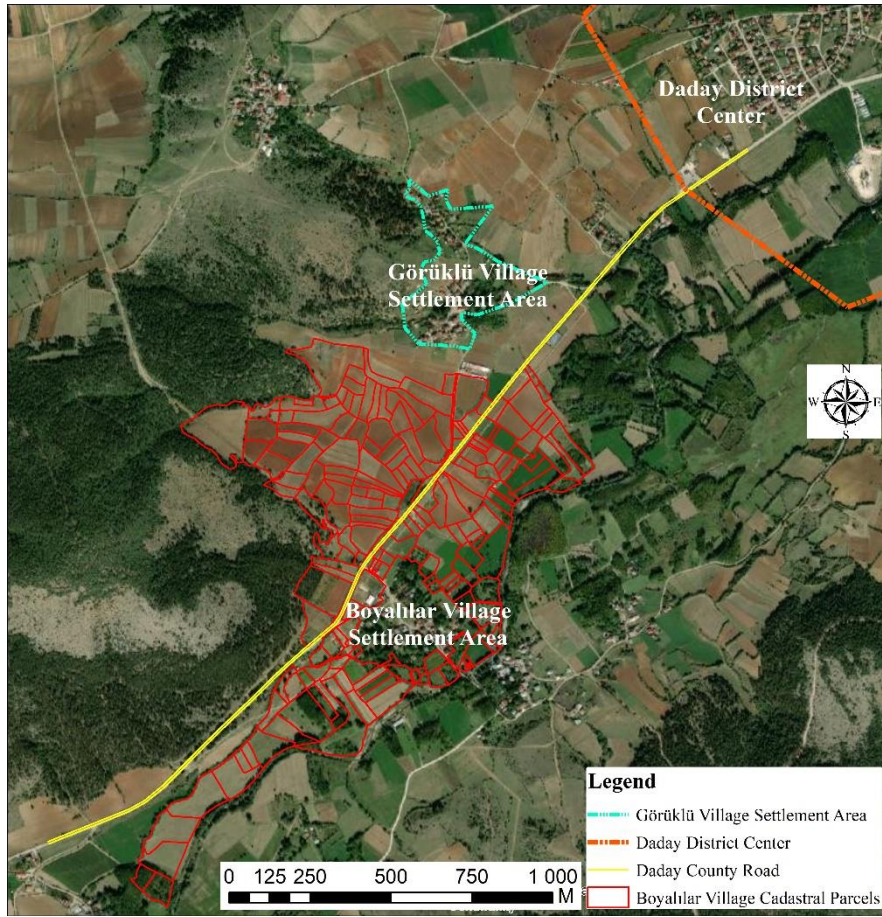 Daday District
Center
Görüklü Village
Settlement Area
N
W
E
S
Boyalılar Village
Settlement Area
Legend
Görüklü Village Settlement Area
Daday District Center
Daday County Road
Boyalılar Village Cadastral Parcels
0 125 250 500 750 1 000
M